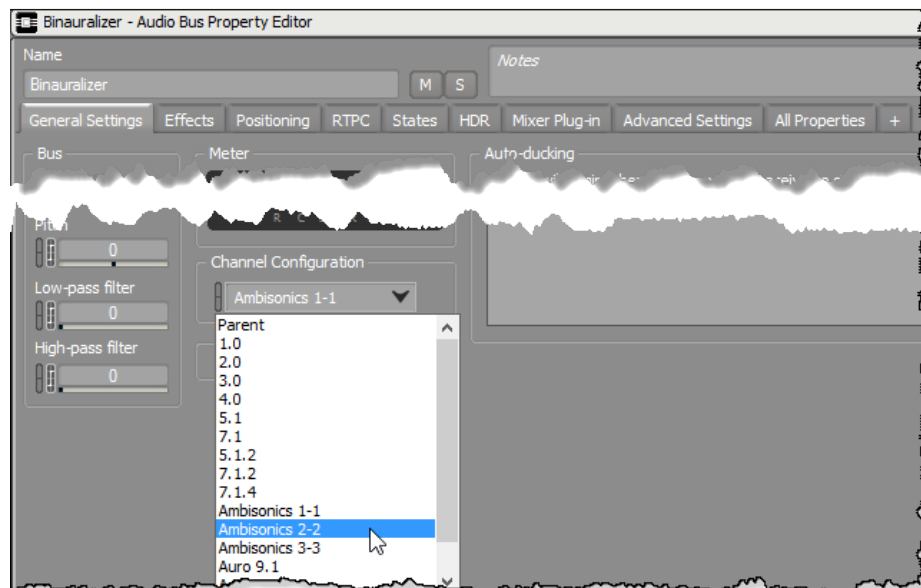 Binauralizer - Audio Bus Property Editor
Name
Notes
Binauralizer
M S
General Settings Effects Positioning RTPC States HDR Mixer Plug-in Advanced Settings All Properties +
Bus
Meter
Auto-ducking
R C
Pitch
0
Channel Configuration
Low-pass filter
Ambisonics 1-1
0
Parent
1.0
High-pass filter
2.0
3.0
0
4.0
5.1
7.1
5.1.2
7.1.2
7.1.4
Ambisonics 1-1
Ambisonics 2-2
Ambisonics 3-3
Auro 9.1